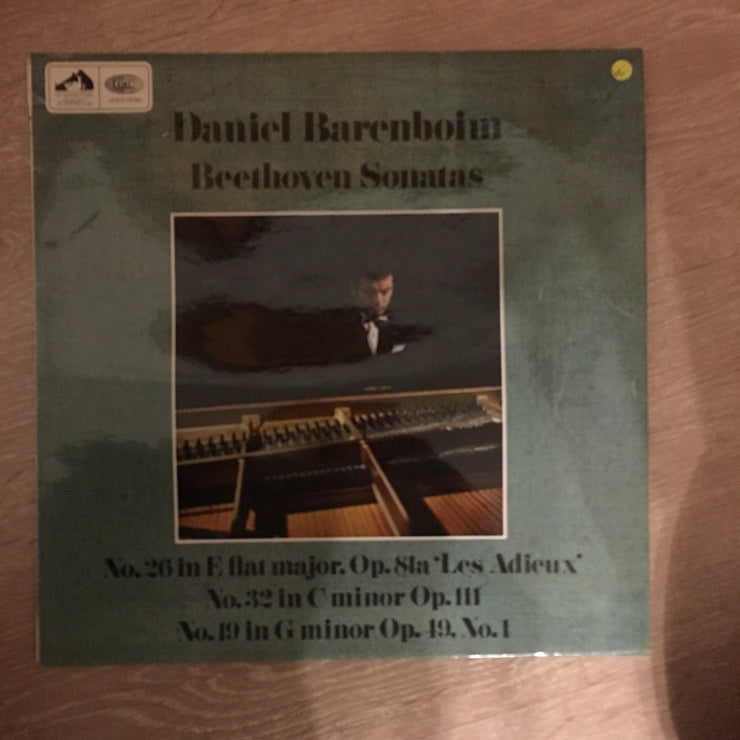 Daniel Barenboim
Beethoven Sonatas
No. 26 in E flat major, Op. 81a 'Les Adieux'
No. 32 in C minor Op. 111
No. 19 in G minor Op. 49, No. 1